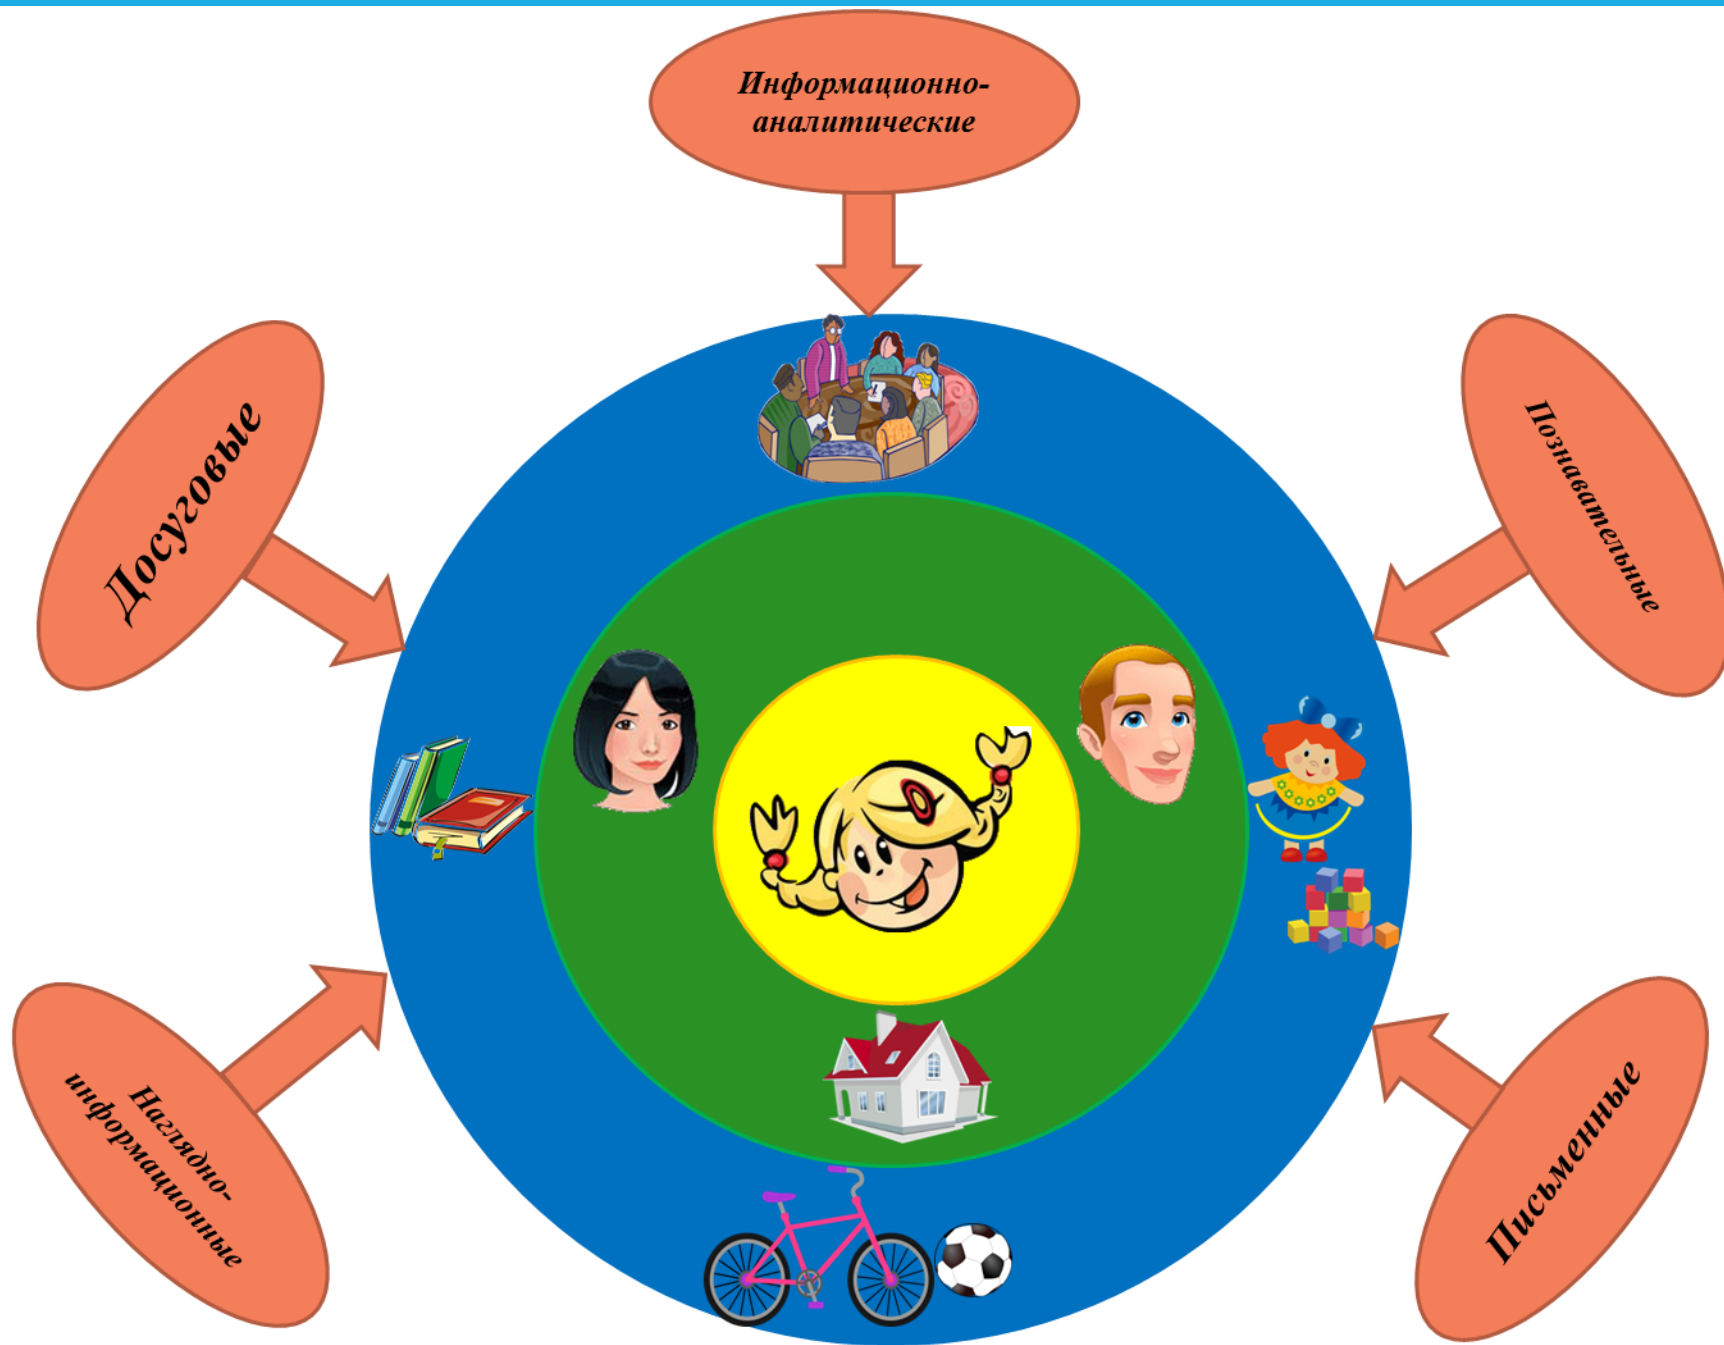 Информационно-
аналитические
Досуговые
Познавательные
Наглядно-
информационные
Письменные